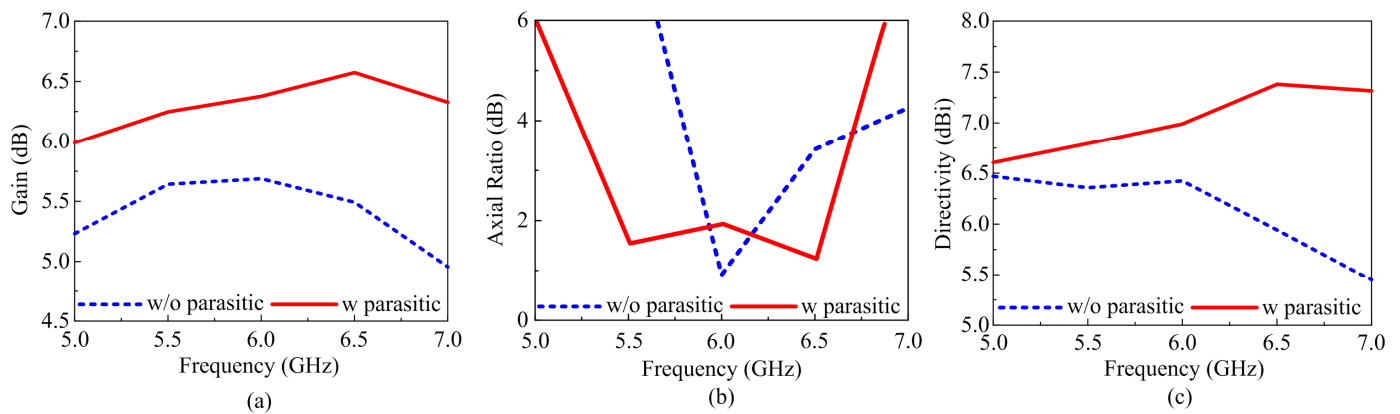 7.0
6.5
6.0
5.5
5.0
4.5
Gain (dB)
w/o parasitic
w parasitic
5.0 5.5 6.0 6.5 7.0
Frequency (GHz)
(a)
6
4
2
0
Axial Ratio (dB)
w/o parasitic
w parasitic
5.0 5.5 6.0 6.5 7.0
Frequency (GHz)
(b)
8.0
7.5
7.0
6.5
6.0
5.5
5.0
Directivity (dBi)
w/o parasitic
w parasitic
5.0 5.5 6.0 6.5 7.0
Frequency (GHz)
(c)